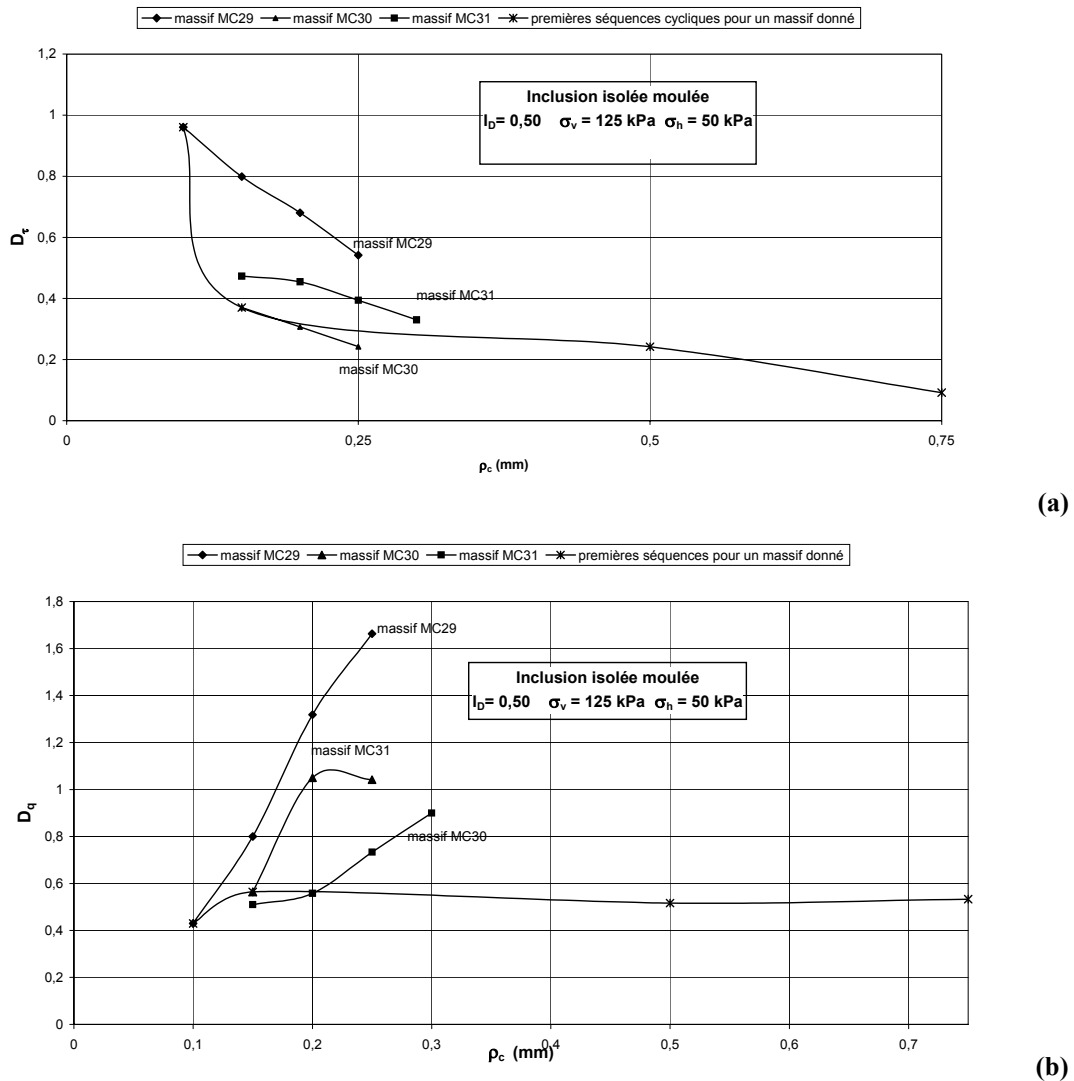 massif MC29 massif MC30 massif MC31 premières séquences cycliques pour un massif donné
1,2
1
0,8
0,6
0,4
0,2
0
Dτ
Inclusion isolée moulée
ID= 0,50 σv = 125 kPa σh = 50 kPa
massif MC29
massif MC31
massif MC30
0 0,25 0,5 0,75
ρc (mm)
(a)
massif MC29 massif MC30 massif MC31 premières séquences pour un massif donné
1,8
1,6
1,4
1,2
1
0,8
0,6
0,4
0,2
0
Dq
massif MC29
Inclusion isolée moulée
ID= 0,50 σv = 125 kPa σh = 50 kPa
massif MC31
massif MC30
0 0,1 0,2 0,3 0,4 0,5 0,6 0,7
ρc (mm)
(b)